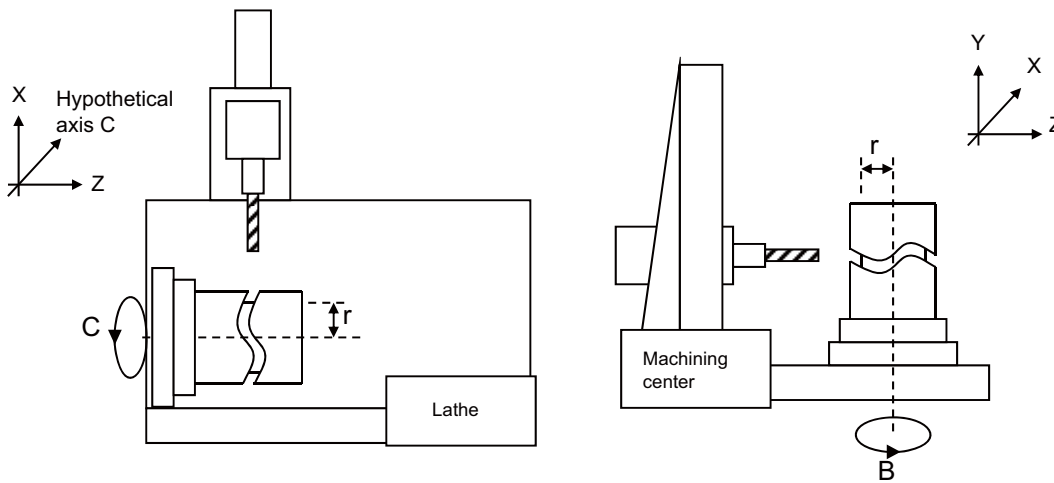 X
Hypothetical
axis C
Z
r
C
Lathe
Y
X
Z
r
Machining
center
B